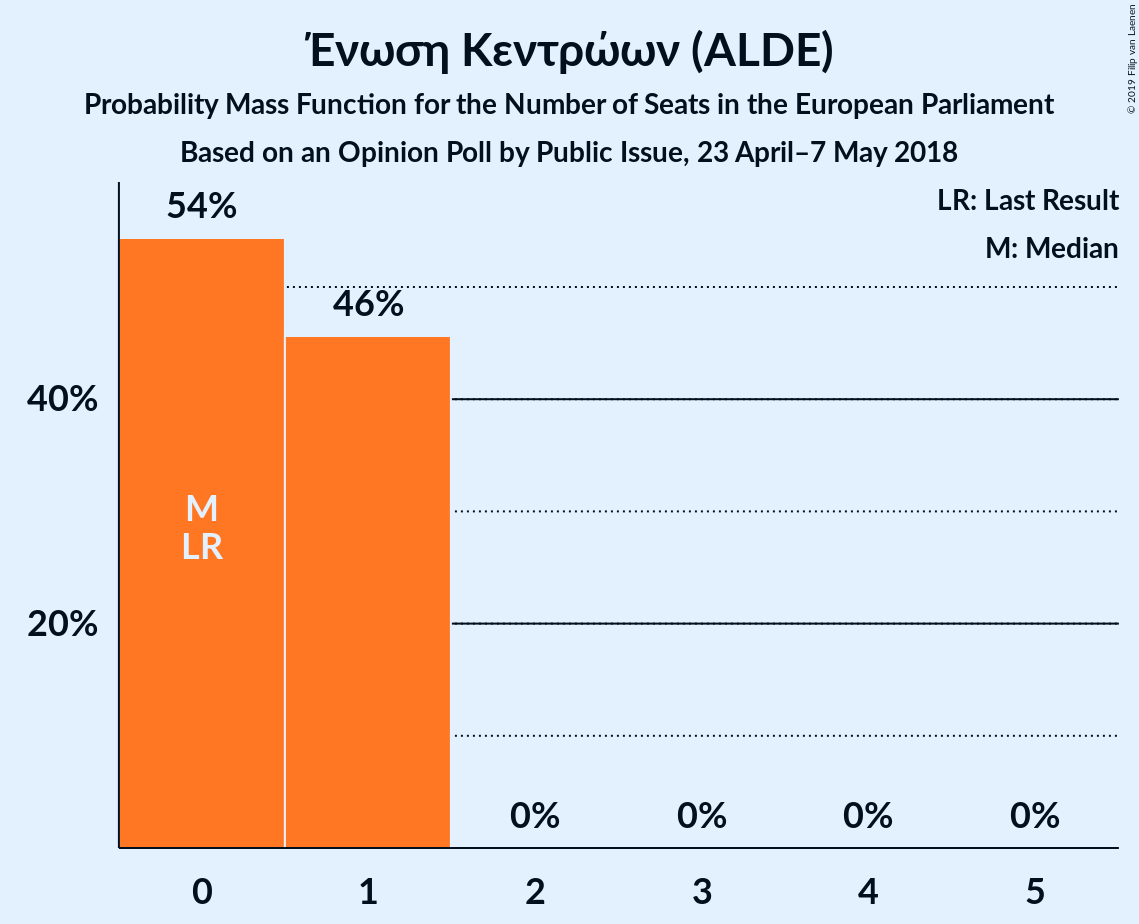 Ένωση Κεντρώων (ALDE)
Probability Mass Function for the Number of Seats in the European Parliament
Based on an Opinion Poll by Public Issue, 23 April–7 May 2018
© 2019 Filip van Laenen
LR: Last Result
M: Median
54%
46%
40%
M
LR
20%
0% 0% 0% 0%
0 1 2 3 4 5